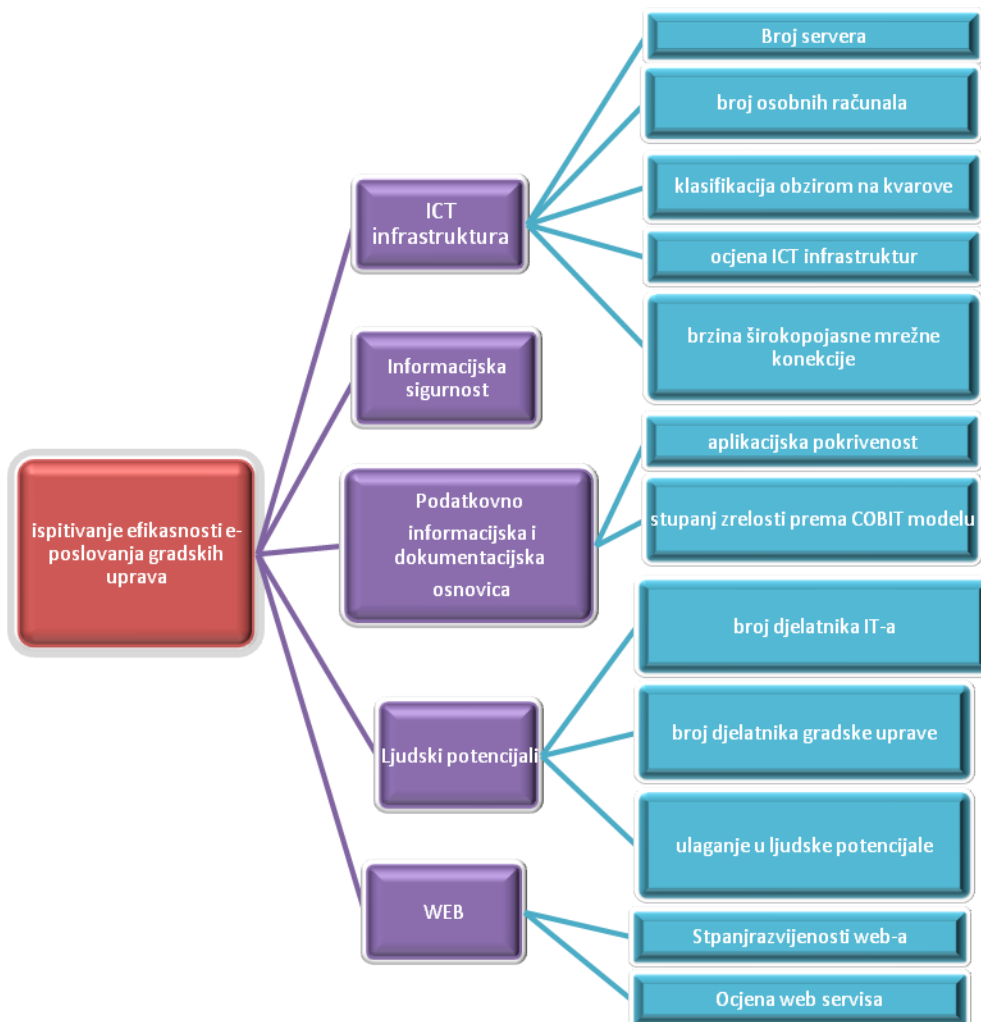 ispitivanje efikasnosti e-
poslovanja gradskih
uprava
ICT
infrastruktura
Broj servera
broj osobnih računala
klasifikacija obzirom na kvarove
ocjena ICT infrastruktur
brzina širokopojasne mrežne
konekcije
Informacijska
sigurnost
Podatkovno
informacijska i
dokumentacijska
osnovica
aplikacijska pokrivenost
stupanj zrelosti prema COBIT modelu
Ljudski potencijali
broj djelatnika IT-a
broj djelatnika gradske uprave
ulaganje u ljudske potencijale
WEB
Stpanjrazvijenosti web-a
Ocjena web servisa